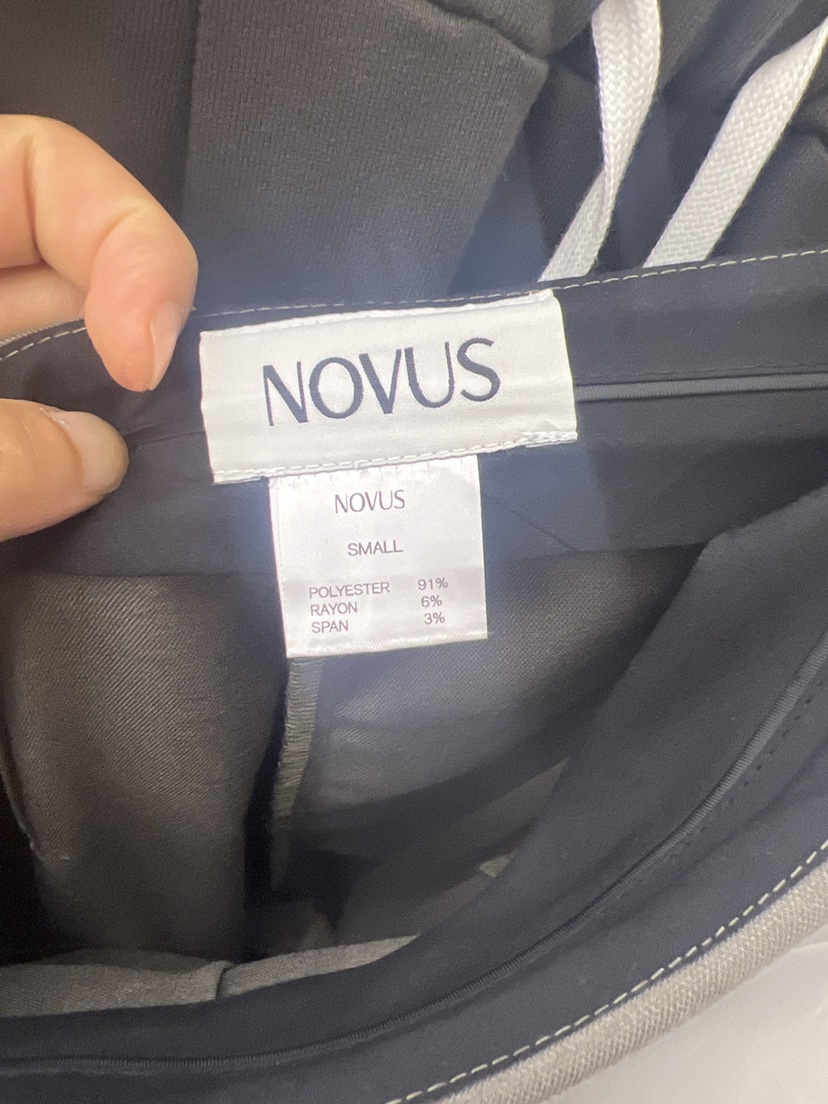 NOVUS
NOVUS
SMALL
POLYESTER 91%
RAYON 6%
SPAN 3%